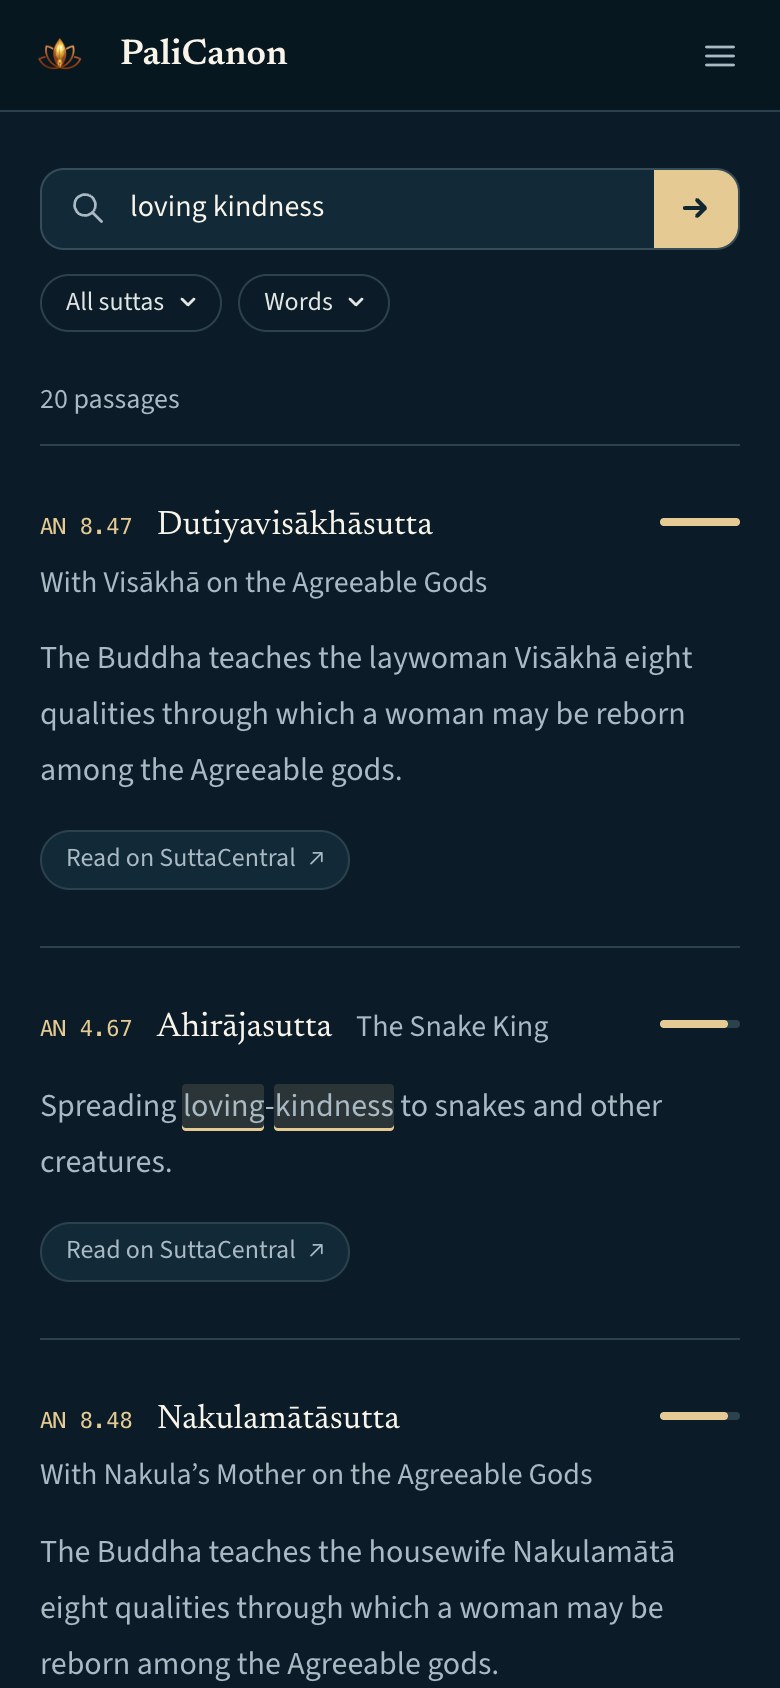 PaliCanon
loving kindness
All suttas
Words
20 passages
AN 8.47 Dutiyavisākhāsutta
With Visākhā on the Agreeable Gods
The Buddha teaches the laywoman Visākhā eight
qualities through which a woman may be reborn
among the Agreeable gods.
Read on SuttaCentral ↗
AN 4.67 Ahirājasutta The Snake King
Spreading loving-kindness to snakes and other
creatures.
Read on SuttaCentral ↗
AN 8.48 Nakulamātāsutta
With Nakula’s Mother on the Agreeable Gods
The Buddha teaches the housewife Nakulamātā
eight qualities through which a woman may be
reborn among the Agreeable gods.